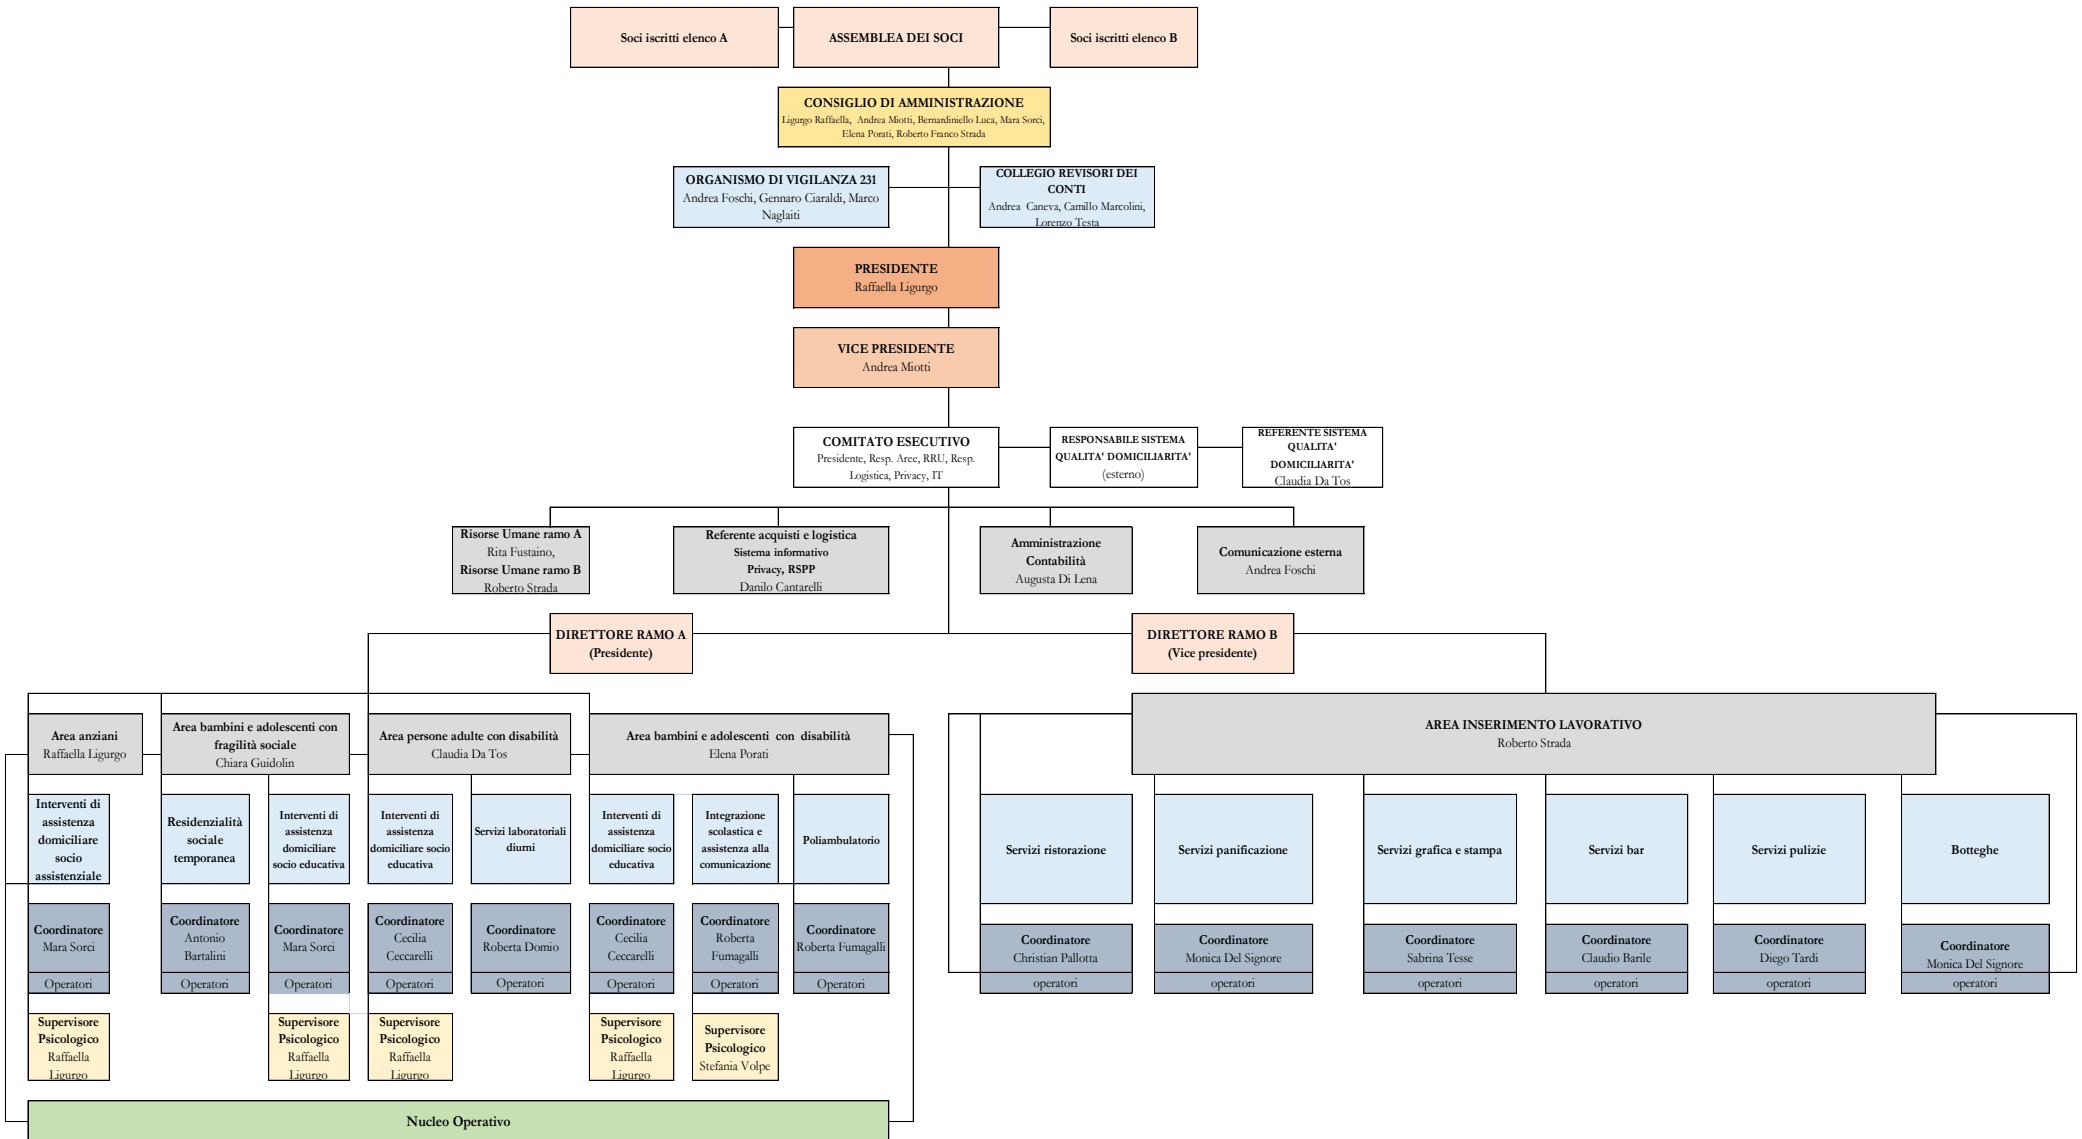 Soci iscritti elenco A
ASSEMBLEA DEI SOCI
Soci iscritti elenco B
CONSIGLIO DI AMMINISTRAZIONE
Ligurgo Raffaella, Andrea Miotti, Bernardiniello Luca, Mara Sorci,
Elena Porati, Roberto Franco Strada
ORGANISMO DI VIGILANZA 231
Andrea Foschi, Gennaro Ciaraldi, Marco
Naglaiti
COLLEGIO REVISORI DEI
CONTI
Andrea Caneva, Camillo Marcolini,
Lorenzo Testa
PRESIDENTE
Raffaella Ligurgo
VICE PRESIDENTE
Andrea Miotti
COMITATO ESECUTIVO
Presidente, Resp. Aree, RRU, Resp.
Logistica, Privacy, IT
RESPONSABILE SISTEMA
QUALITA' DOMICILIARITA'
(esterno)
REFERENTE SISTEMA
QUALITA'
DOMICILIARITA'
Claudia Da Tos
Risorse Umane ramo A
Rita Fustaino,
Risorse Umane ramo B
Roberto Strada
Referente acquisti e logistica
Sistema informativo
Privacy, RSPP
Danilo Cantarelli
Amministrazione
Contabilità
Augusta Di Lena
Comunicazione esterna
Andrea Foschi
DIRETTORE RAMO A
(Presidente)
DIRETTORE RAMO B
(Vice presidente)
Area anziani
Raffaella Ligurgo
Area bambini e adolescenti con
fragilità sociale
Chiara Guidolin
Area persone adulte con disabilità
Claudia Da Tos
Area bambini e adolescenti con disabilità
Elena Porati
AREA INSERIMENTO LAVORATIVO
Roberto Strada
Interventi di
assistenza
domiciliare
socio
assistenziale
Residenzialità
sociale
temporanea
Interventi di
assistenza
domiciliare
socio educativa
Interventi di
assistenza
domiciliare socio
educativa
Servizi laboratoriali
diurni
Interventi di
assistenza
domiciliare socio
educativa
Integrazione
scolastica e
assistenza alla
comunicazione
Poliambulatorio
Servizi ristorazione
Servizi panificazione
Servizi grafica e stampa
Servizi bar
Servizi pulizie
Botteghe
Coordinatore
Mara Sorci
Operatori
Coordinatore
Antonio
Bartalini
Operatori
Coordinatore
Mara Sorci
Operatori
Coordinatore
Cecilia
Ceccarelli
Operatori
Coordinatore
Roberta Domio
Operatori
Coordinatore
Cecilia
Ceccarelli
Operatori
Coordinatore
Roberta
Fumagalli
Operatori
Coordinatore
Roberta Fumagalli
Operatori
Coordinatore
Christian Pallotta
operatori
Coordinatore
Monica Del Signore
operatori
Coordinatore
Sabrina Tesse
operatori
Coordinatore
Claudio Barile
operatori
Coordinatore
Diego Tardi
operatori
Coordinatore
Monica Del Signore
operatori
Supervisore
Psicologico
Raffaella
Ligurgo
Supervisore
Psicologico
Raffaella
Ligurgo
Supervisore
Psicologico
Raffaella
Ligurgo
Supervisore
Psicologico
Raffaella
Ligurgo
Supervisore
Psicologico
Stefania Volpe
Nucleo Operativo